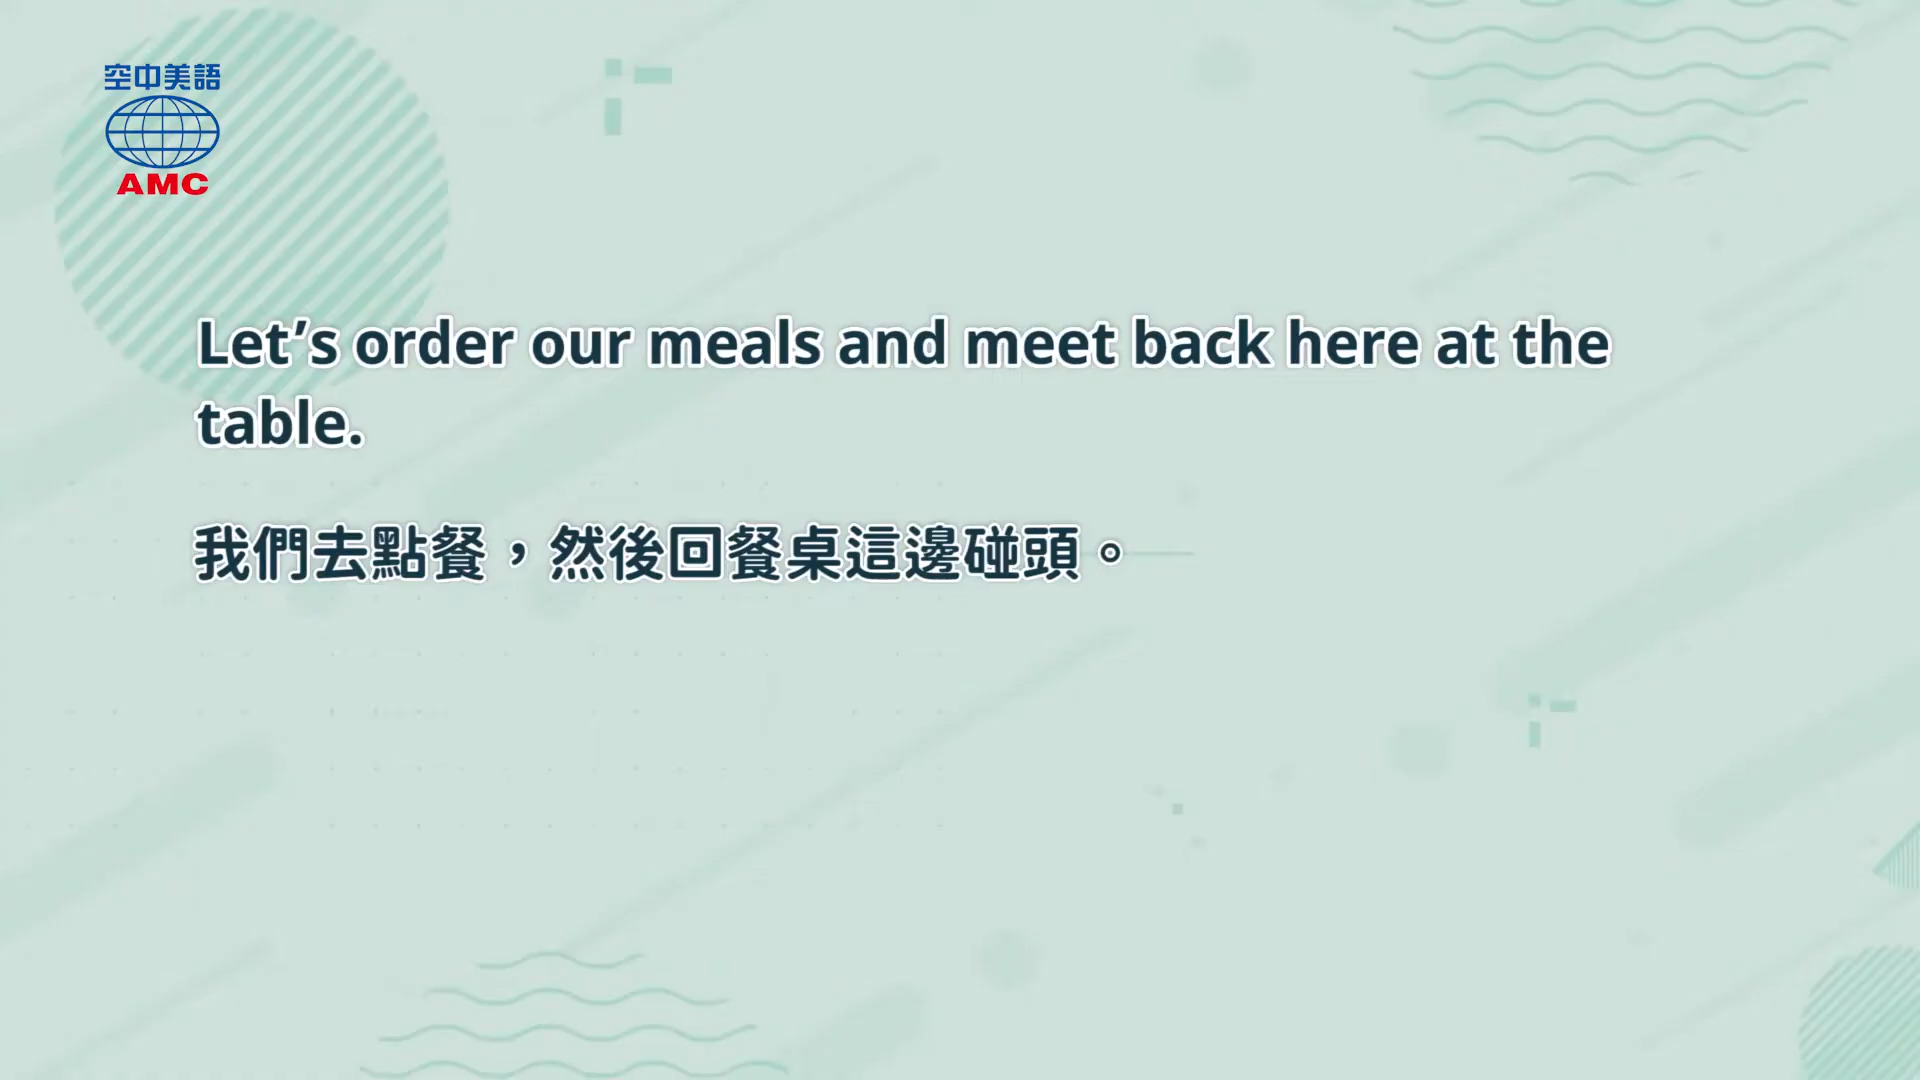 空中美語
AMC
Let’s order our meals and meet back here at the
table.
我們去點餐，然後回餐桌這邊碰頭。